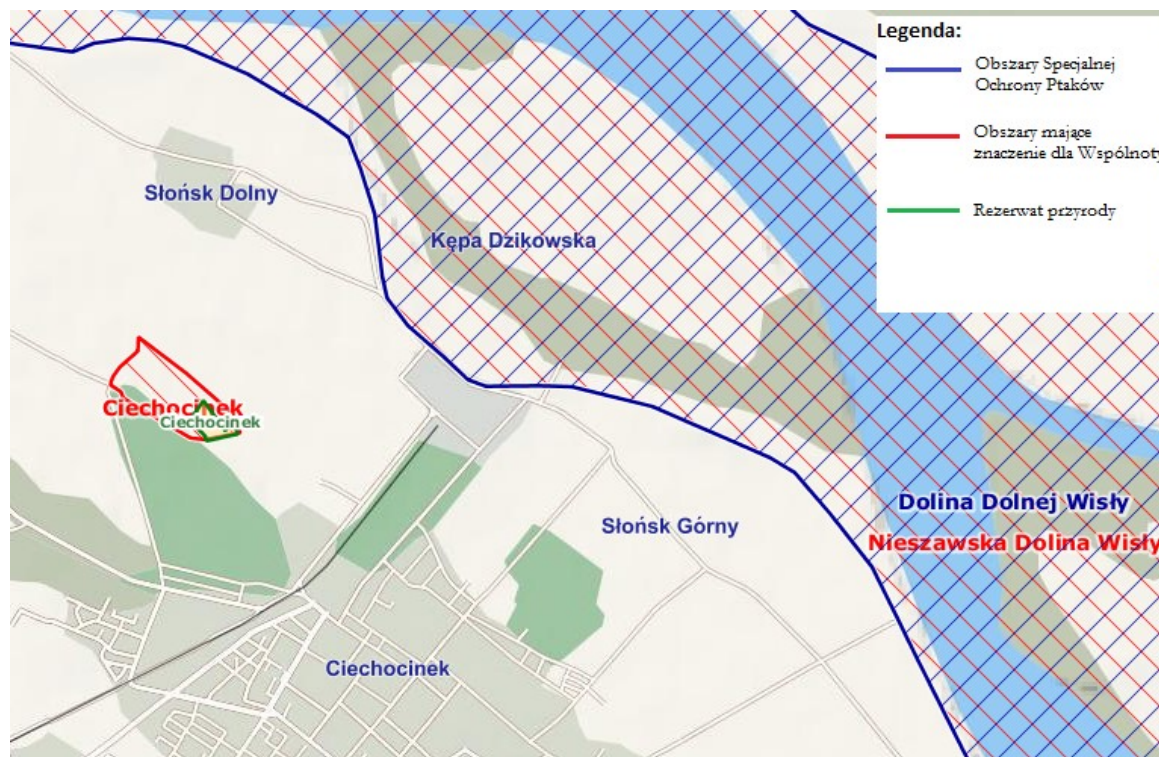 Legenda:
Obszary Specjalnej
Ochrony Ptaków
Obszary mające
znaczenie dla Wspólnoty
Rezerwat przyrody
Słońsk Dolny
Kępa Dzikowska
Ciechocinek
Ciechocinek
Dolina Dolnej Wisły
Słońsk Górny
Nieszawska Dolina Wisły
Ciechocinek